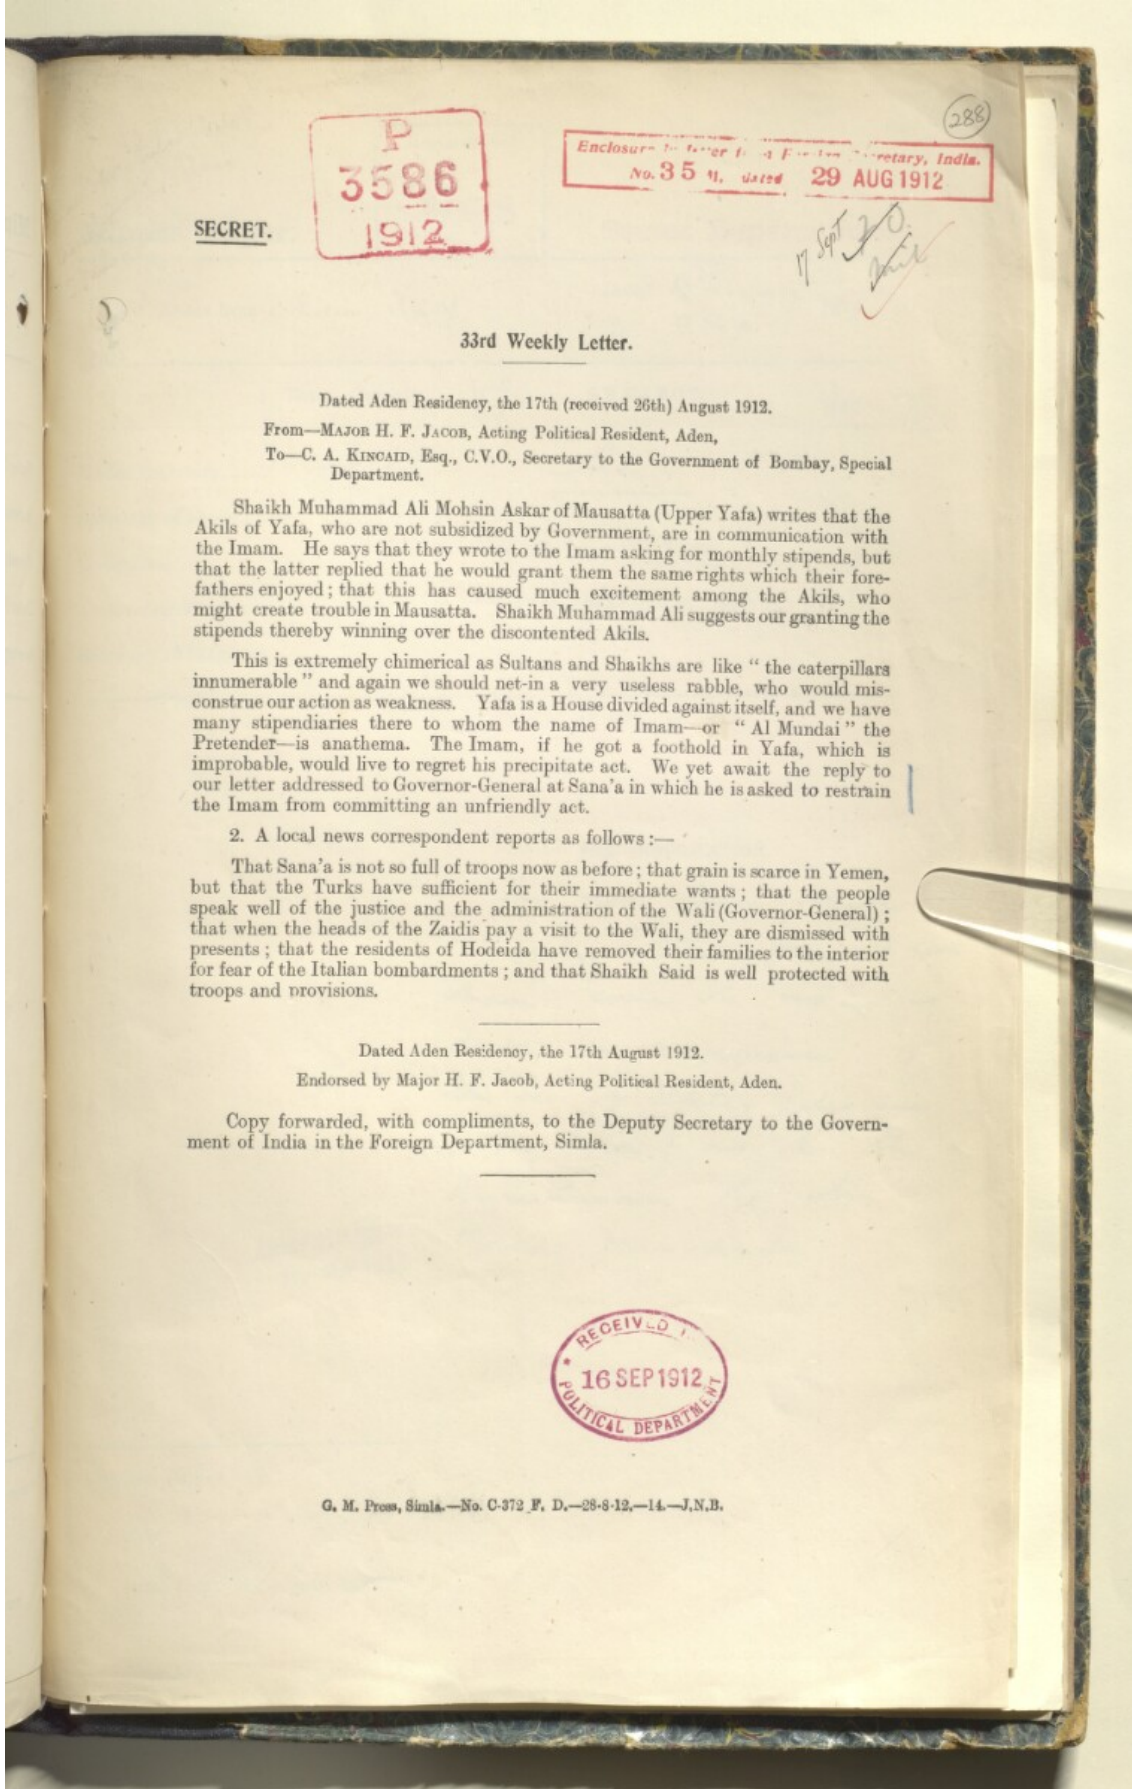 288
P
3586
1912
Enclosure in letter from Foreign Secretary, India.
No. 35 M, dated 29 AUG 1912
SECRET.
17 Sept
33rd Weekly Letter.
Dated Aden Residency, the 17th (received 26th) August 1912.
From—MAJOR H. F. JACOB, Acting Political Resident, Aden,
To—C. A. KINCAID, Esq., C.V.O., Secretary to the Government of Bombay, Special
Department.
Shaikh Muhammad Ali Mohsin Askar of Mausatta (Upper Yafa) writes that the
Akils of Yafa, who are not subsidized by Government, are in communication with
the Imam. He says that they wrote to the Imam asking for monthly stipends, but
that the latter replied that he would grant them the same rights which their fore-
fathers enjoyed; that this has caused much excitement among the Akils, who
might create trouble in Mausatta. Shaikh Muhammad Ali suggests our granting the
stipends thereby winning over the discontented Akils.
This is extremely chimerical as Sultans and Shaikhs are like “ the caterpillars
innumerable ” and again we should net-in a very useless rabble, who would mis-
construe our action as weakness. Yafa is a House divided against itself, and we have
many stipendiaries there to whom the name of Imam—or “ Al Mundai ” the
Pretender—is anathema. The Imam, if he got a foothold in Yafa, which is
improbable, would live to regret his precipitate act. We yet await the reply to
our letter addressed to Governor-General at Sana’a in which he is asked to restrain
the Imam from committing an unfriendly act.
2. A local news correspondent reports as follows :—
That Sana’a is not so full of troops now as before ; that grain is scarce in Yemen,
but that the Turks have sufficient for their immediate wants ; that the people
speak well of the justice and the administration of the Wali (Governor-General) ;
that when the heads of the Zaidis pay a visit to the Wali, they are dismissed with
presents ; that the residents of Hodeida have removed their families to the interior
for fear of the Italian bombardments ; and that Shaikh Said is well protected with
troops and provisions.
Dated Aden Residency, the 17th August 1912.
Endorsed by Major H. F. Jacob, Acting Political Resident, Aden.
Copy forwarded, with compliments, to the Deputy Secretary to the Govern-
ment of India in the Foreign Department, Simla.
RECEIVED
16 SEP 1912
POLITICAL DEPARTMENT
G. M. Press, Simla.—No. C-372 F. D.—28-8-12.—14.—J.N.B.